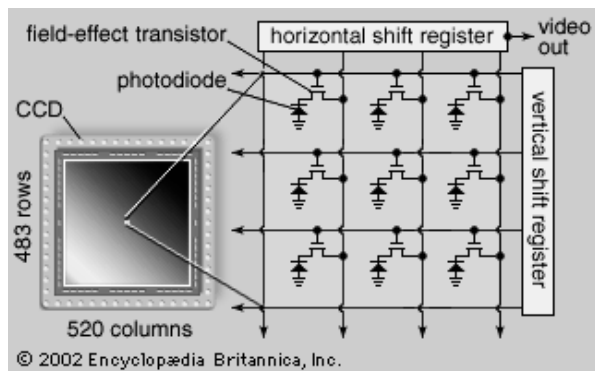 field-effect transistor
photodiode
CCD
horizontal shift register
video
out
vertical shift register
483 rows
520 columns
© 2002 Encyclopædia Britannica, Inc.